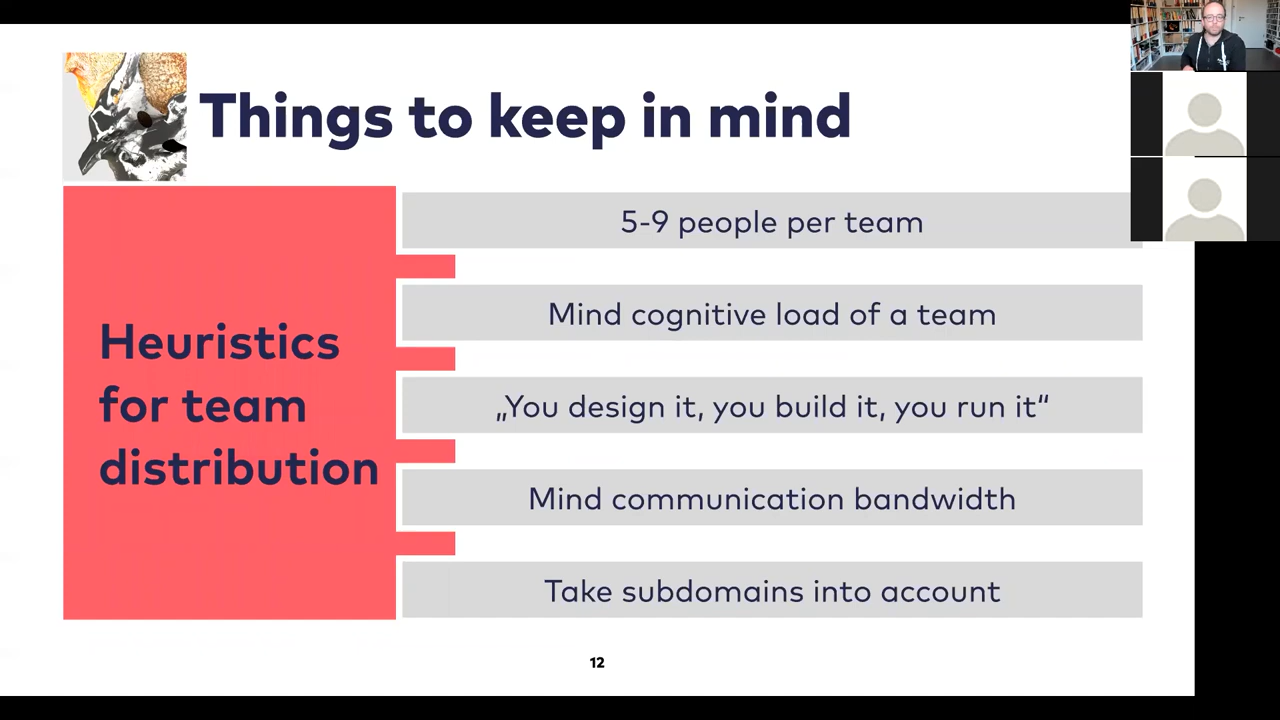 Things to keep in mind
Heuristics
for team
distribution
5-9 people per team
Mind cognitive load of a team
„You design it, you build it, you run it“
Mind communication bandwidth
Take subdomains into account
12